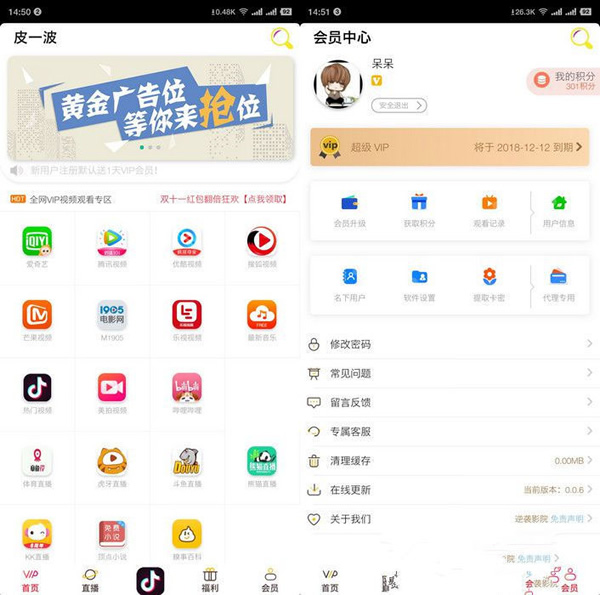 14:50
0.48K
92
皮一波
黄金广告位
等你来抢位
新用户注册默认送1天VIP会员！
HOT 全网VIP视频观看专区
双十一红包翻倍狂欢【点我领取】
iQIYI
爱奇艺
腾讯视频
优酷视频
搜狐视频
芒果视频
1905
电影网
M1905
乐视视频
FREE
最新音乐
热门视频
美拍视频
bilibili
哔哩哔哩
体育直播
虎牙直播
DOUYU
斗鱼直播
熊猫直播
熊猫直播
KK直播
免费
小说
顶点小说
糗事百科
VIP
首页
直播
福利
会员
14:51
26.3K
92
会员中心
呆呆
安全退出
我的积分
301积分
vip
超级 VIP
将于 2018-12-12 到期
会员升级
获取积分
观看记录
用户信息
名下用户
软件设置
提取卡密
代理专用
修改密码
常见问题
留言反馈
专属客服
清理缓存
0.00MB
在线更新
当前版本：0.0.6
关于我们
逆袭影院 免责声明
院 免责声明
VIP
首页
会员